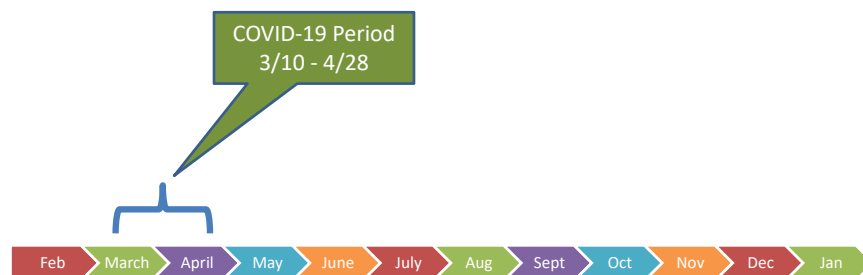 COVID-19 Period
3/10 - 4/28
Feb March April May June July Aug Sept Oct Nov Dec Jan